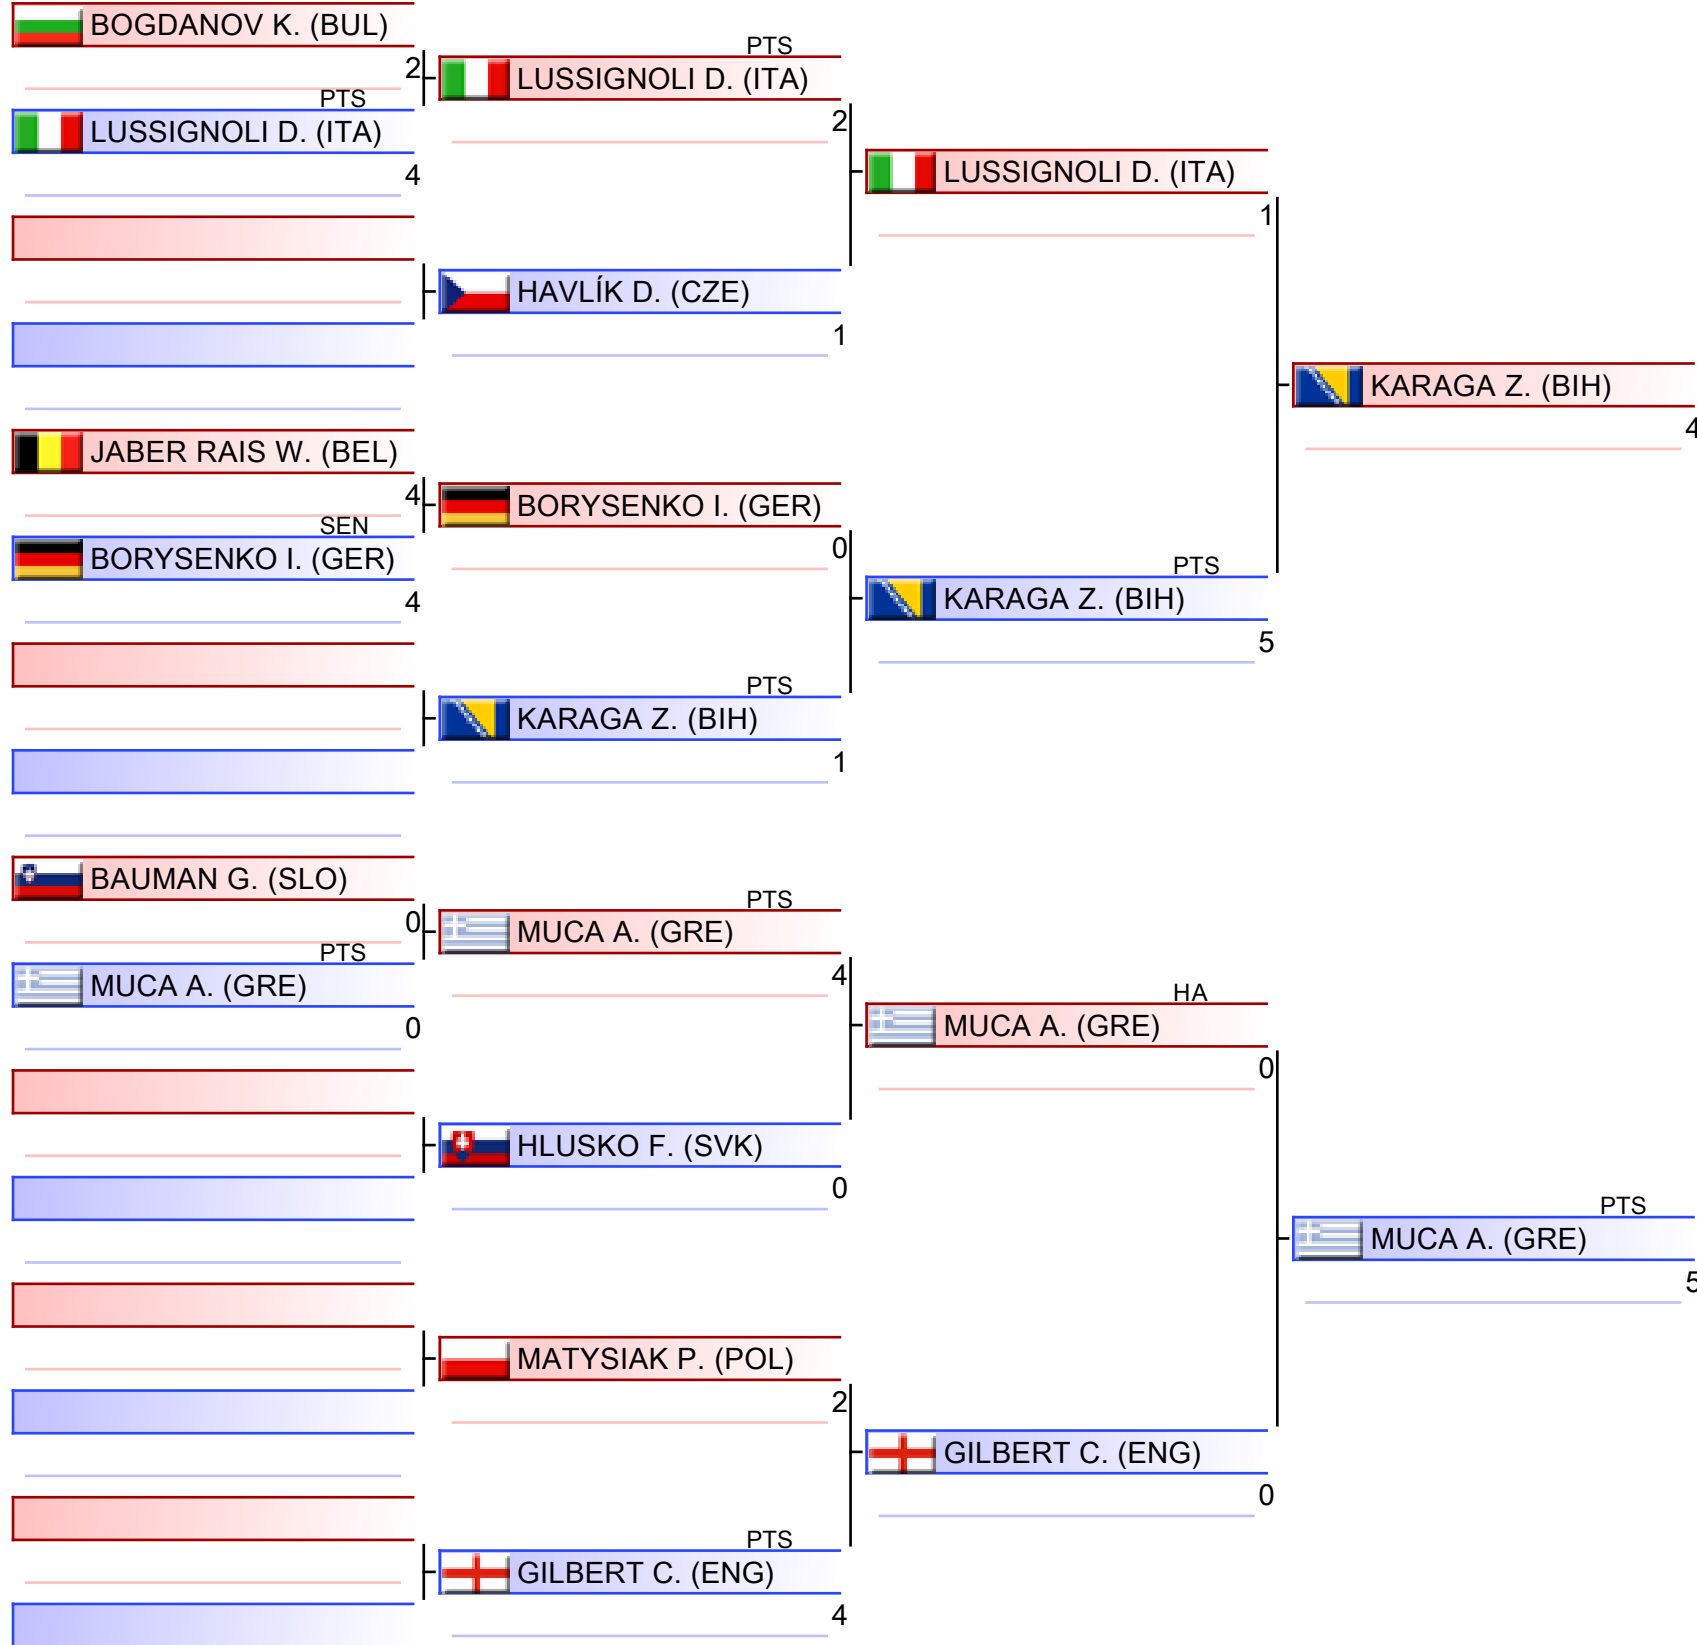 BOGDANOV K. (BUL)
2
PTS
LUSSIGNOLI D. (ITA)
4
JABER RAIS W. (BEL)
4
SEN
BORYSENKO I. (GER)
4
BAUMAN G. (SLO)
0
PTS
MUCA A. (GRE)
0
PTS
LUSSIGNOLI D. (ITA)
2
HAVLÍK D. (CZE)
1
BORYSENKO I. (GER)
0
PTS
KARAGA Z. (BIH)
1
PTS
MUCA A. (GRE)
4
HLUSKO F. (SVK)
0
MATYSIAK P. (POL)
2
PTS
GILBERT C. (ENG)
4
LUSSIGNOLI D. (ITA)
1
PTS
KARAGA Z. (BIH)
5
HA
MUCA A. (GRE)
0
GILBERT C. (ENG)
0
KARAGA Z. (BIH)
4
PTS
MUCA A. (GRE)
5